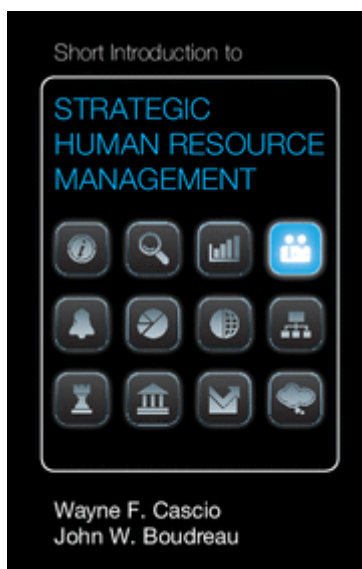 Short Introduction to
STRATEGIC
HUMAN RESOURCE
MANAGEMENT
Wayne F. Cascio
John W. Boudreau